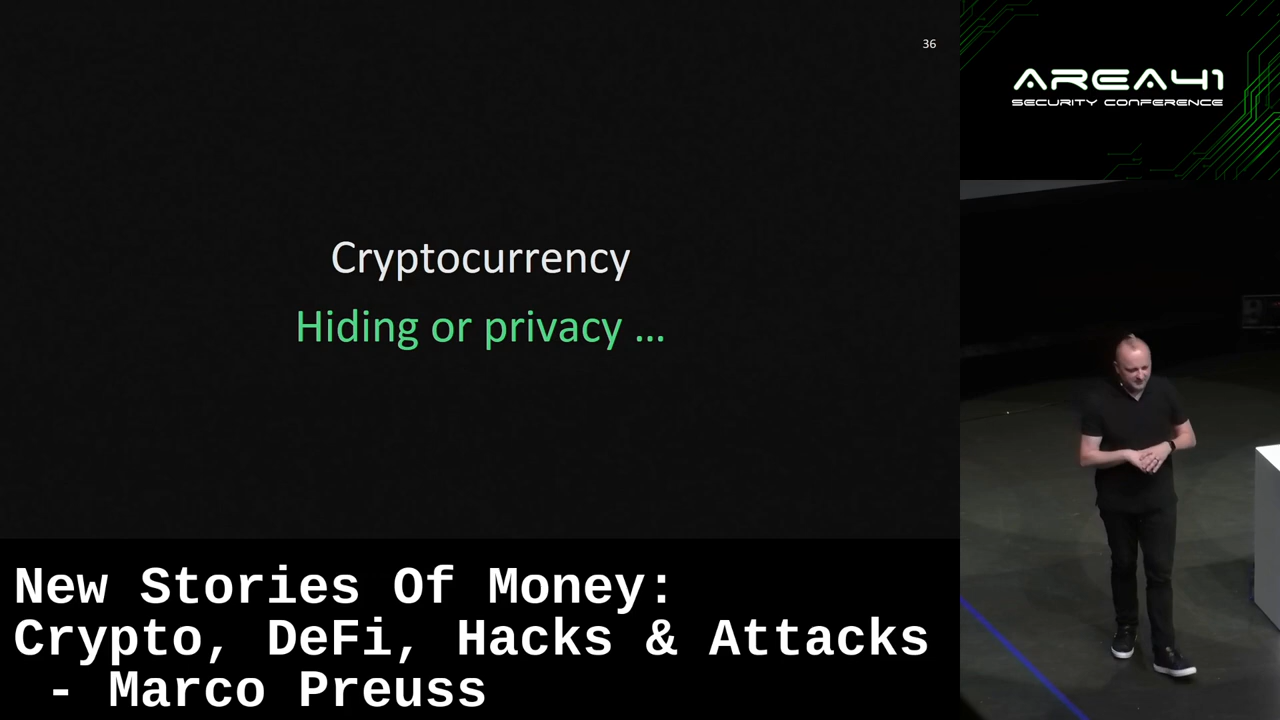 36
AREA41
SECURITY CONFERENCE
Cryptocurrency
Hiding or privacy ...
New Stories Of Money:
Crypto, DeFi, Hacks & Attacks
- Marco Preuss